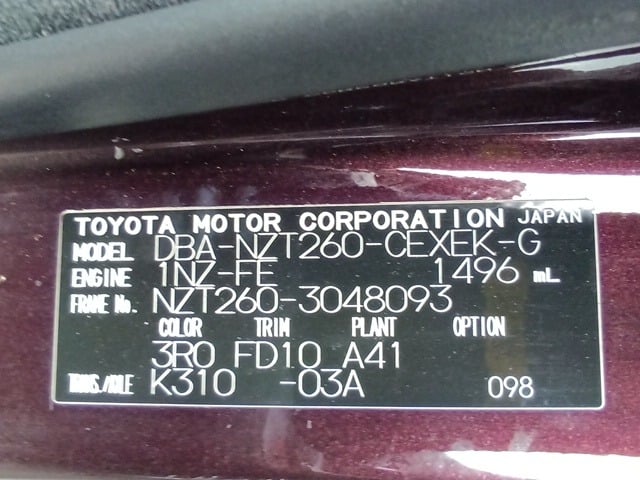 TOYOTA MOTOR CORPORATION JAPAN
MODEL DBA-NZT260-CEXEK-G
ENGINE 1NZ-FE 1496 mL
FRAME No. NZT260-3048093
COLOR TRIM PLANT OPTION
3R0 FD10 A41
TRANS./AXLE K310 -03A 098